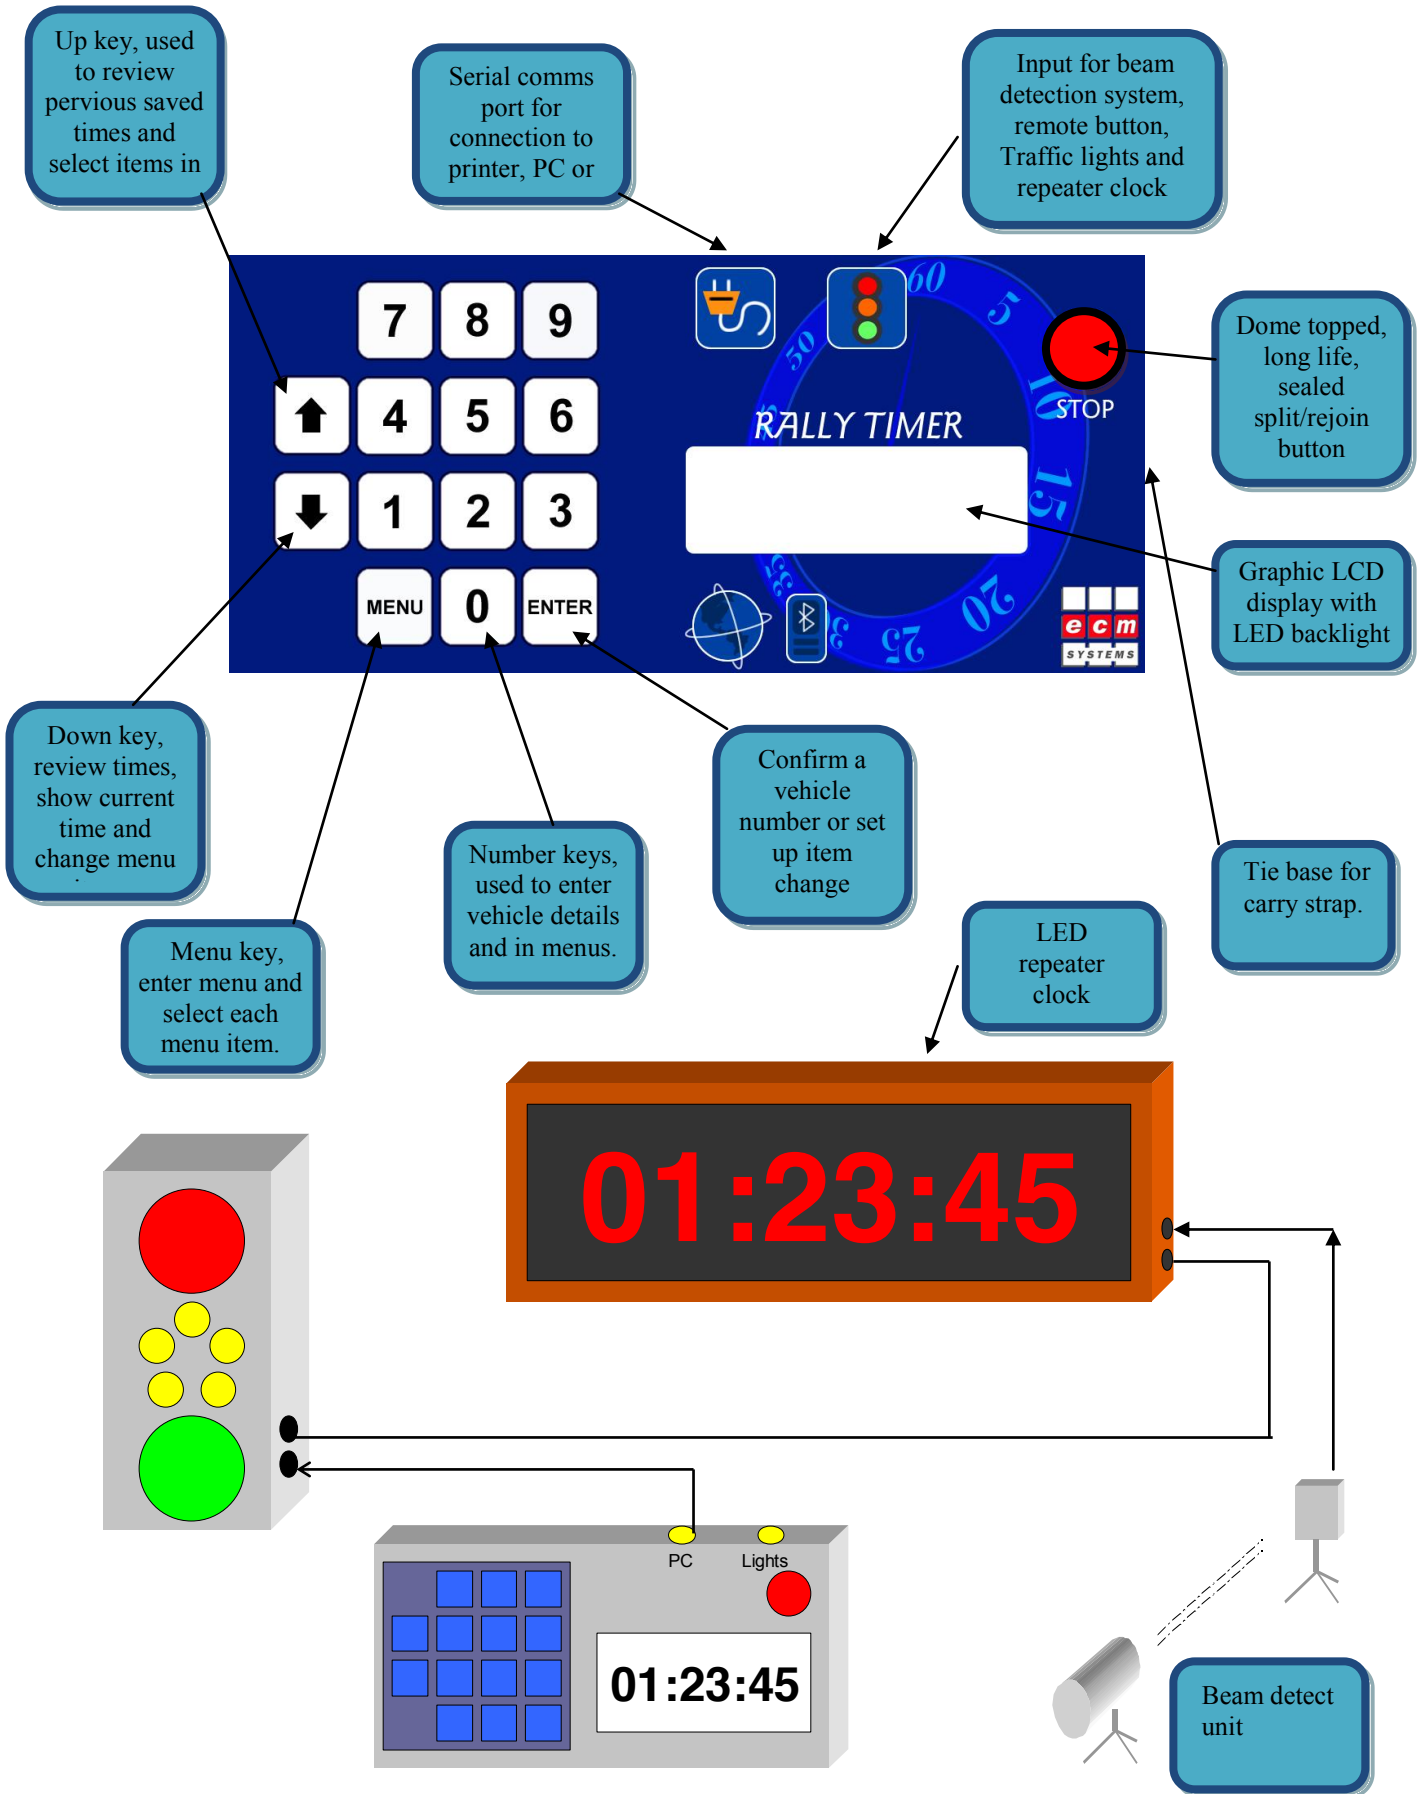 Up key, used
to review
pervious saved
times and
select items in
Serial comms
port for
connection to
printer, PC or
Input for beam
detection system,
remote button,
Traffic lights and
repeater clock
7 8 9
4 5 6
1 2 3
MENU 0 ENTER
60
5
10
15
20
25
50
RALLY TIMER
STOP
ecm
SYSTEMS
Dome topped,
long life,
sealed
split/rejoin
button
Graphic LCD
display with
LED backlight
Down key,
review times,
show current
time and
change menu
Menu key,
enter menu and
select each
menu item.
Number keys,
used to enter
vehicle details
and in menus.
Confirm a
vehicle
number or set
up item
change
Tie base for
carry strap.
LED
repeater
clock
01:23:45
PC Lights
01:23:45
Beam detect
unit